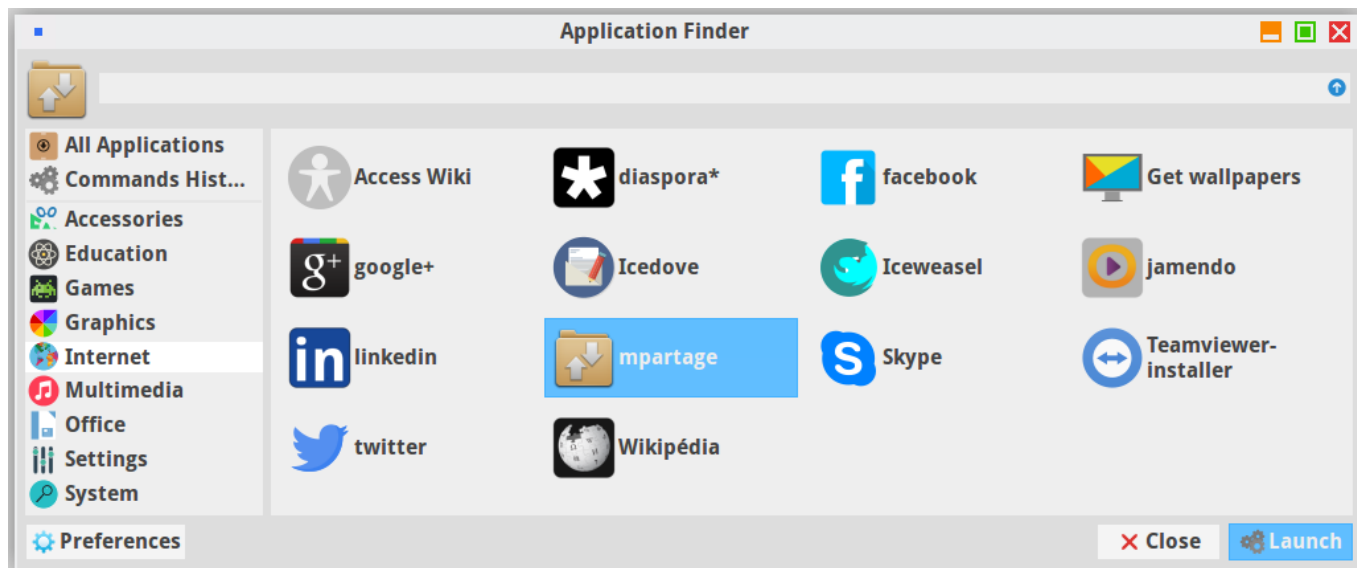 Application Finder
All Applications
Commands Hist...
Accessories
Education
Games
Graphics
Internet
Multimedia
Office
Settings
System
Access Wiki
diaspora*
facebook
Get wallpapers
g+ google+
Icedove
Iceweasel
jamendo
in linkedin
mpartage
S Skype
Teamviewer-
installer
twitter
Wikipédia
Preferences
Close
Launch